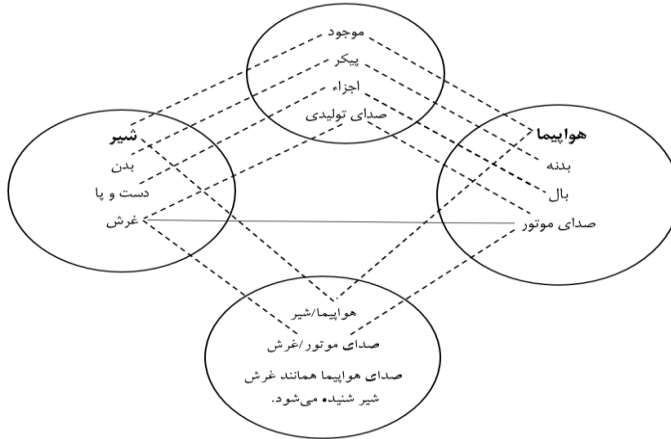 موجود
پیکر
اجزاء
صدای تولیدی
هواپیما
بدنه
بال
صدای موتور
شیر
بدن
دست و پا
غرش
هواپیما/شیر
صدای موتور/غرش
صدای هواپیما همانند غرش
شیر شنیده می‌شود.